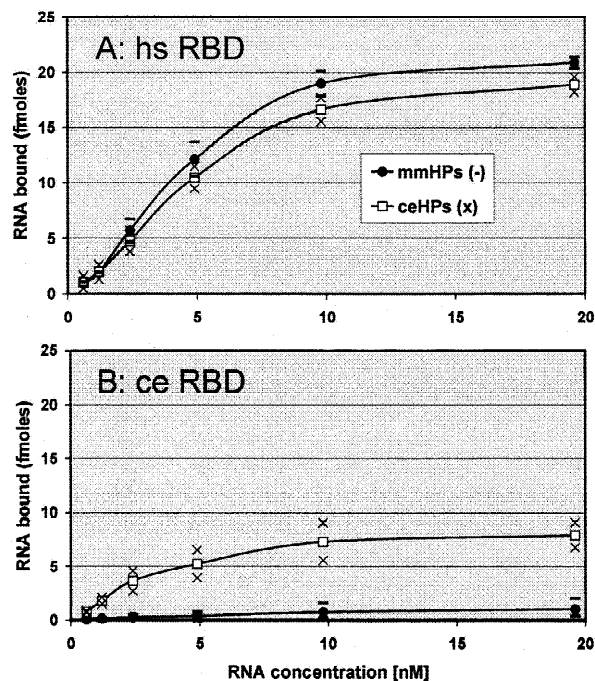 A: hs RBD
RNA bound (fmoles)
25
20
15
10
5
0
mmHPs (-)
ceHPs (x)
0 5 10 15 20
B: ce RBD
RNA bound (fmoles)
25
20
15
10
5
0
0 5 10 15 20
RNA concentration [nM]